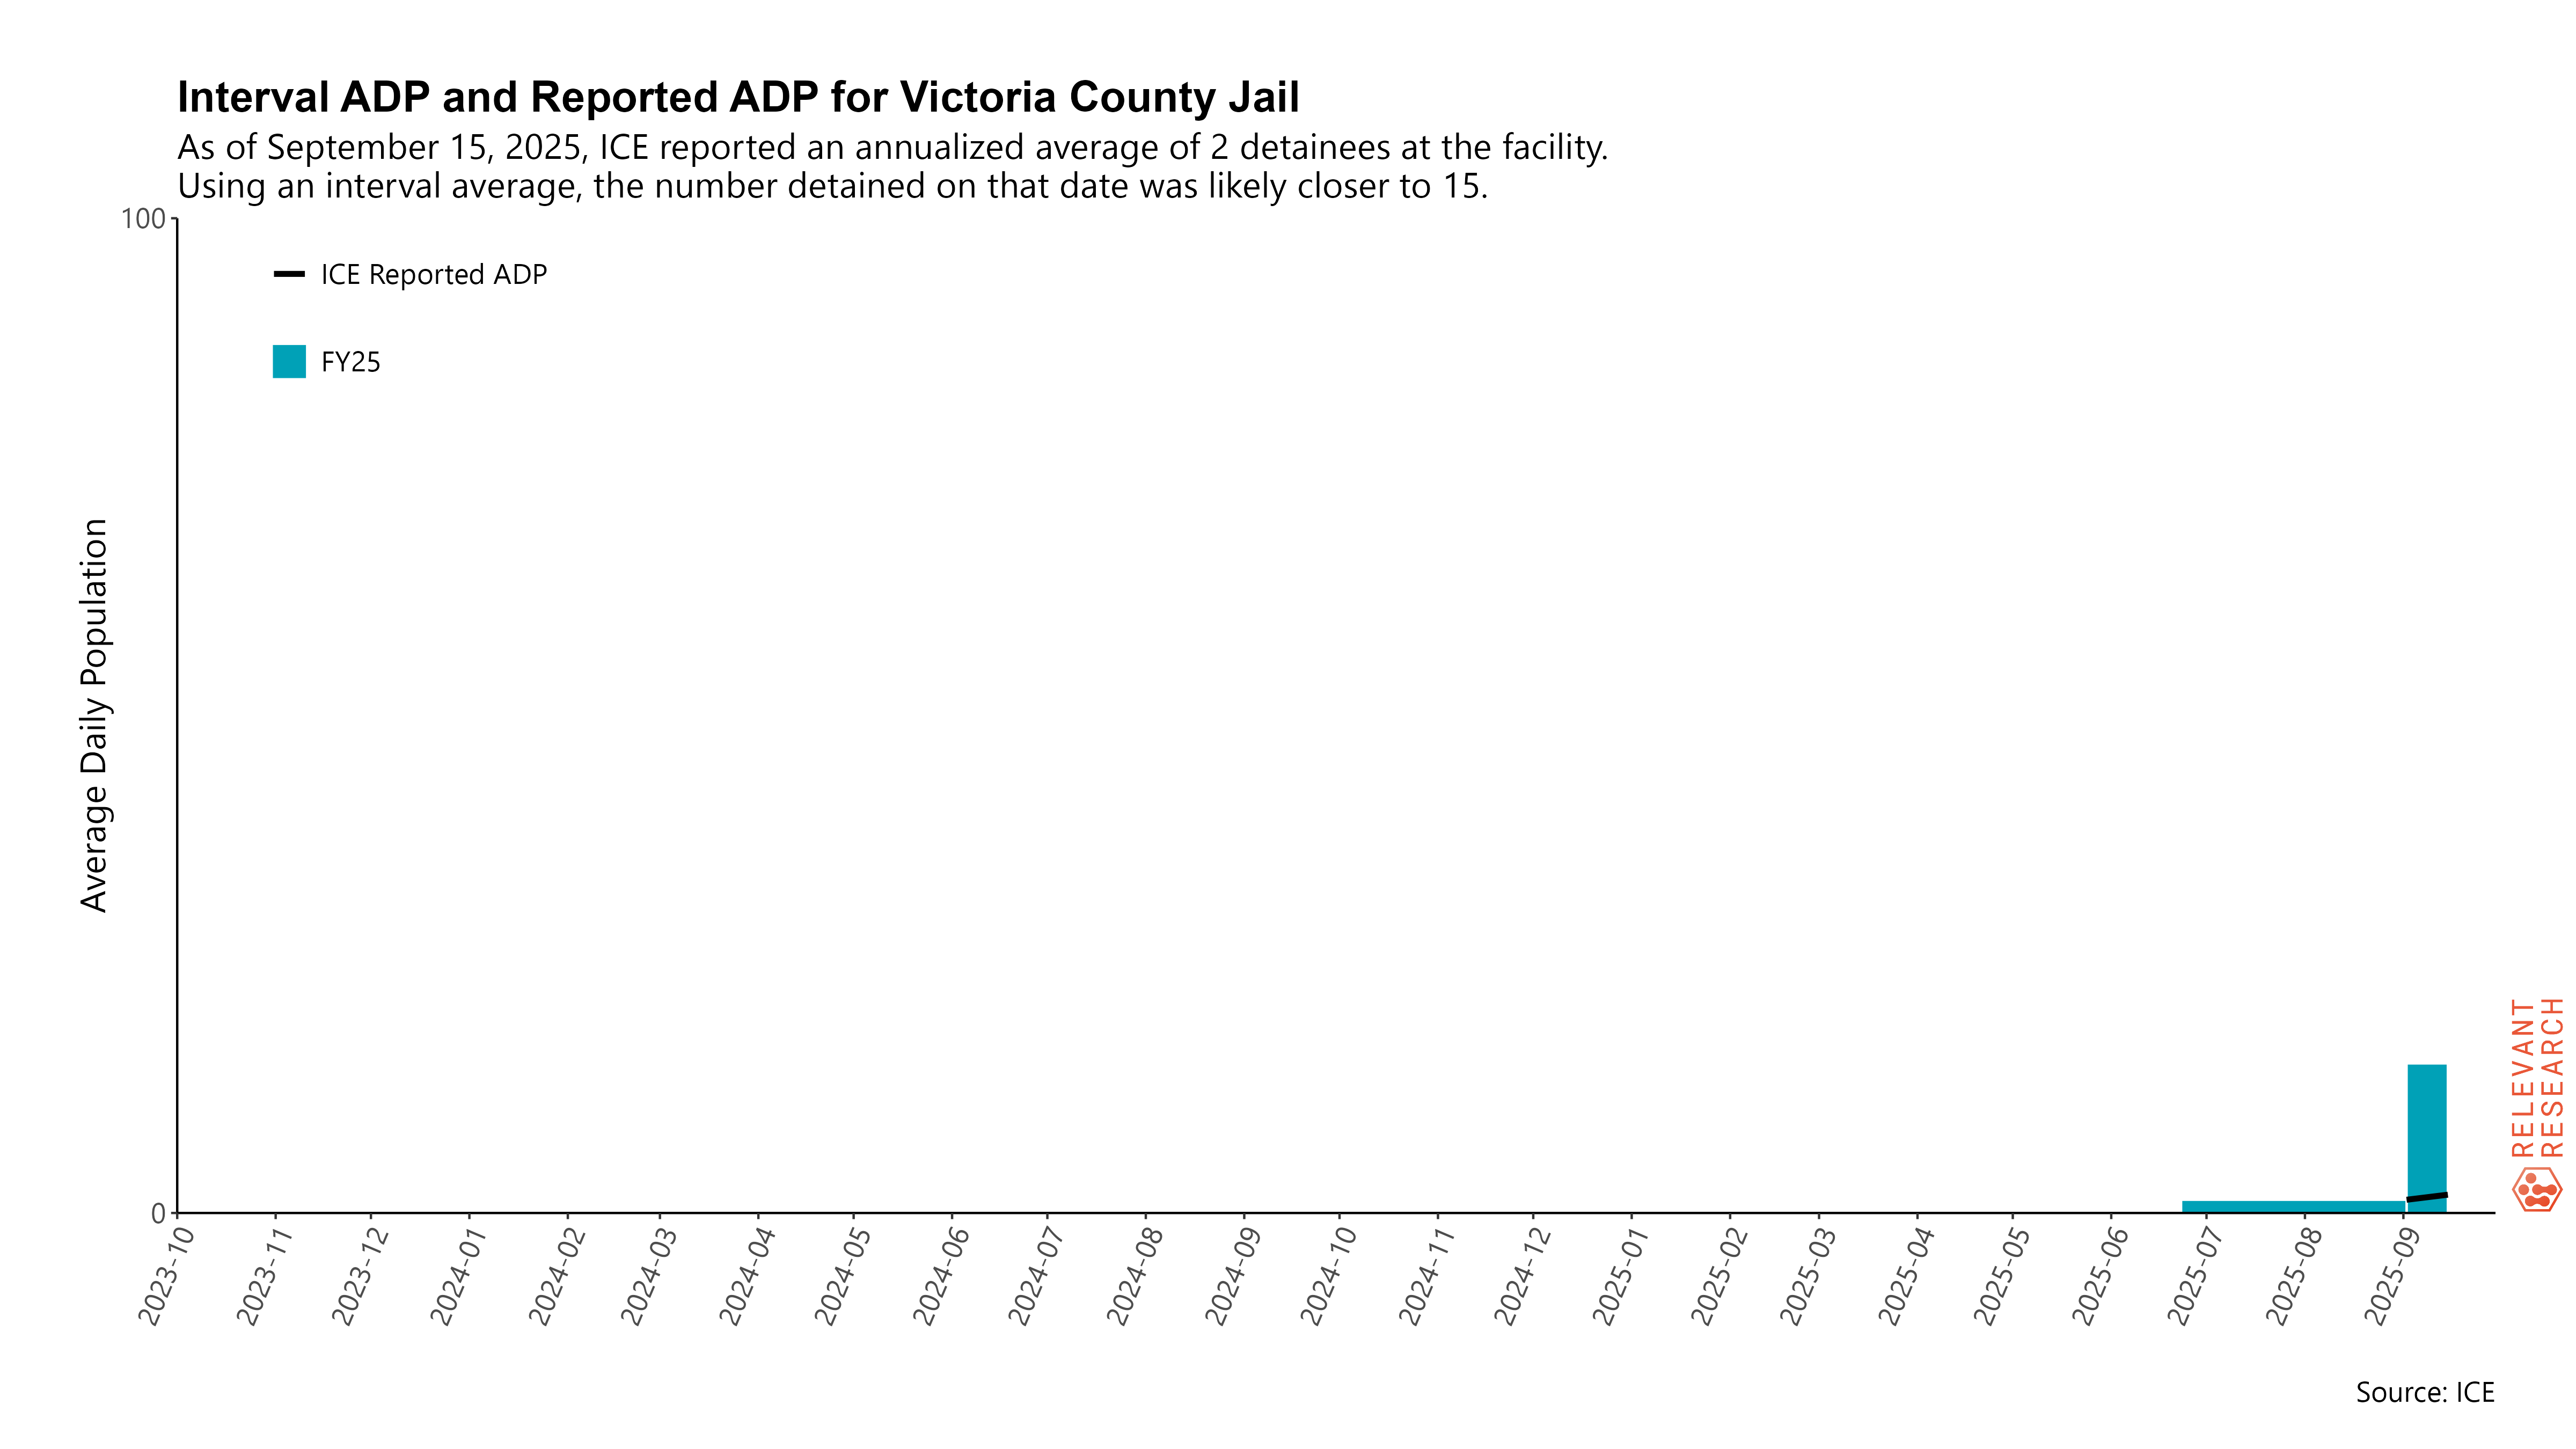 Interval ADP and Reported ADP for Victoria County Jail
As of September 15, 2025, ICE reported an annualized average of 2 detainees at the facility.
Using an interval average, the number detained on that date was likely closer to 15.
100
ICE Reported ADP
FY25
Average Daily Population
0
2023-10
2023-11
2023-12
2024-01
2024-02
2024-03
2024-04
2024-05
2024-06
2024-07
2024-08
2024-09
2024-10
2024-11
2024-12
2025-01
2025-02
2025-03
2025-04
2025-05
2025-06
2025-07
2025-08
2025-09
RELEVANT
RESEARCH
Source: ICE